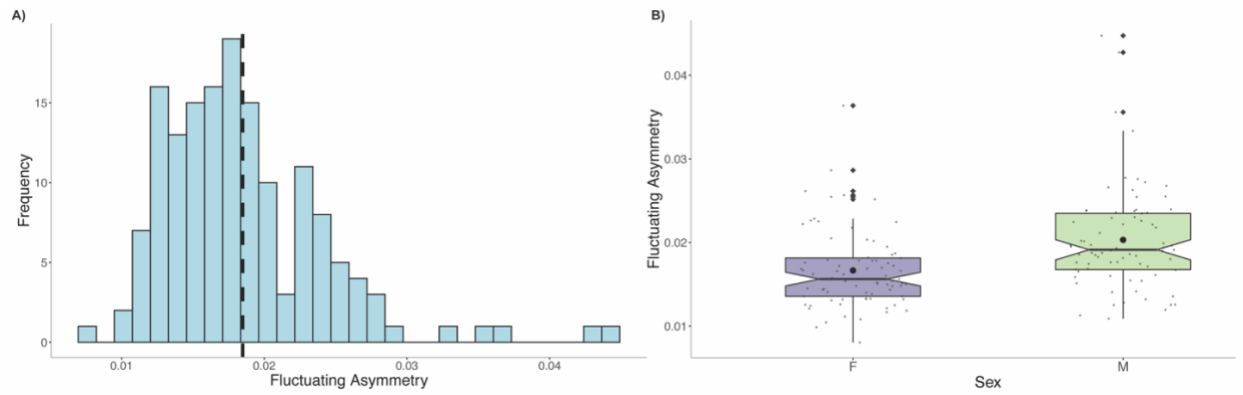 A)
Frequency
15
10
5
0
0.01 0.02 0.03 0.04
Fluctuating Asymmetry
B)
Fluctuating Asymmetry
0.04
0.03
0.02
0.01
F M
Sex